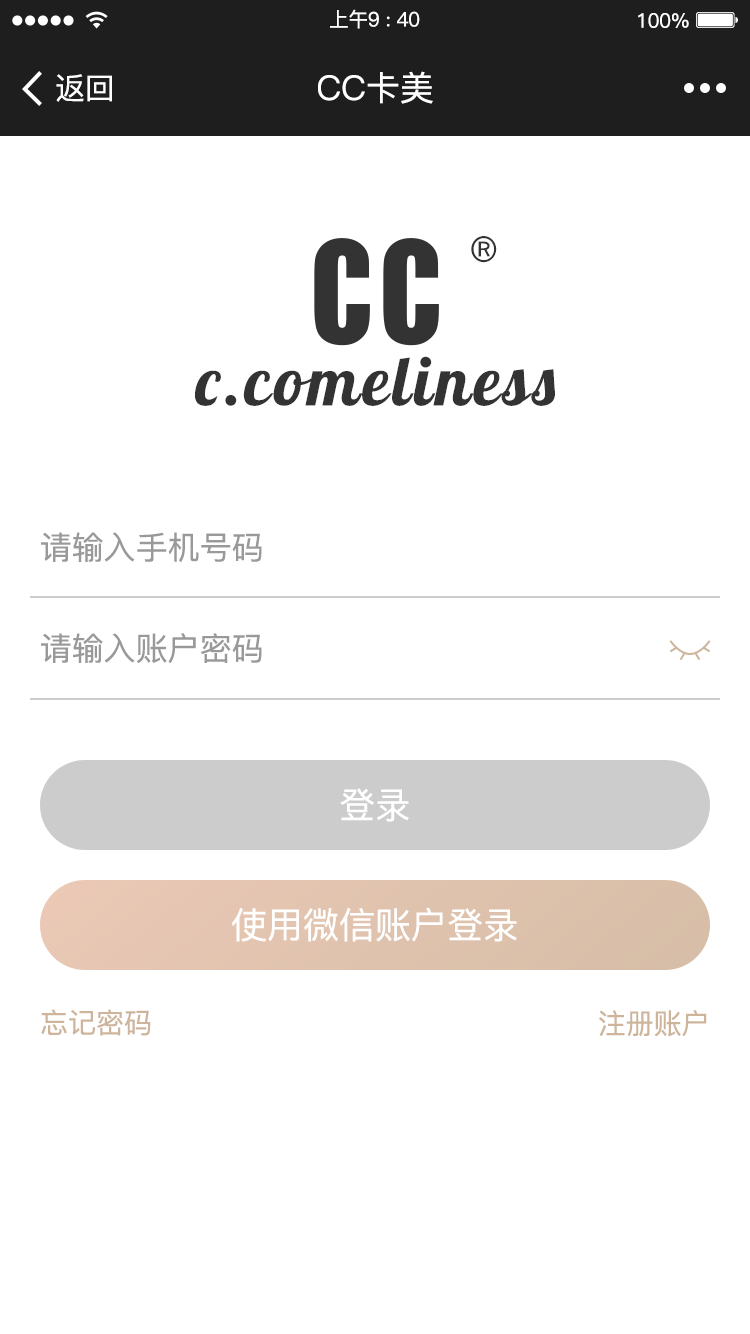 上午9 : 40
100%
返回
CC卡美
CC®
c.comeliness
请输入手机号码
请输入账户密码
登录
使用微信账户登录
忘记密码
注册账户